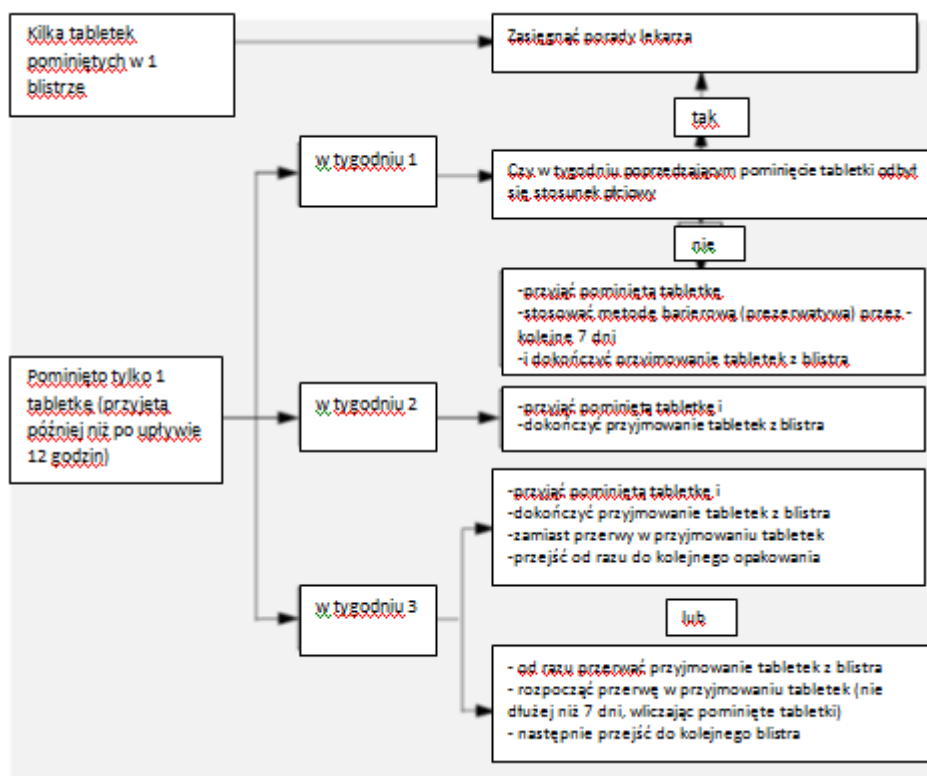 Kilka tabletek
pominiętych w 1
blistrze
Zasięgnąć porady lekarza
tak
w tygodniu 1
Czy w tygodniu poprzedzającym pominięcie tabletki odbył
się stosunek płciowy
nie
-przyjąć pominiętą tabletkę,
-stosować metodę barierową (prezerwatywa) przez -
kolejne 7 dni
-i dokończyć przyjmowanie tabletek z blistra
Pominięto tylko 1
tabletkę (przyjętą
później niż po upływie
12 godzin)
w tygodniu 2
-przyjąć pominiętą tabletkę i
-dokończyć przyjmowanie tabletek z blistra
-przyjąć pominiętą tabletkę i
-dokończyć przyjmowanie tabletek z blistra
-zamiast przerwy w przyjmowaniu tabletek
-przejść od razu do kolejnego opakowania
w tygodniu 3
lub
- od razu przerwać przyjmowanie tabletek z blistra
- rozpocząć przerwę w przyjmowaniu tabletek (nie
dłużej niż 7 dni, wliczając pominięte tabletki)
- następnie przejść do kolejnego blistra